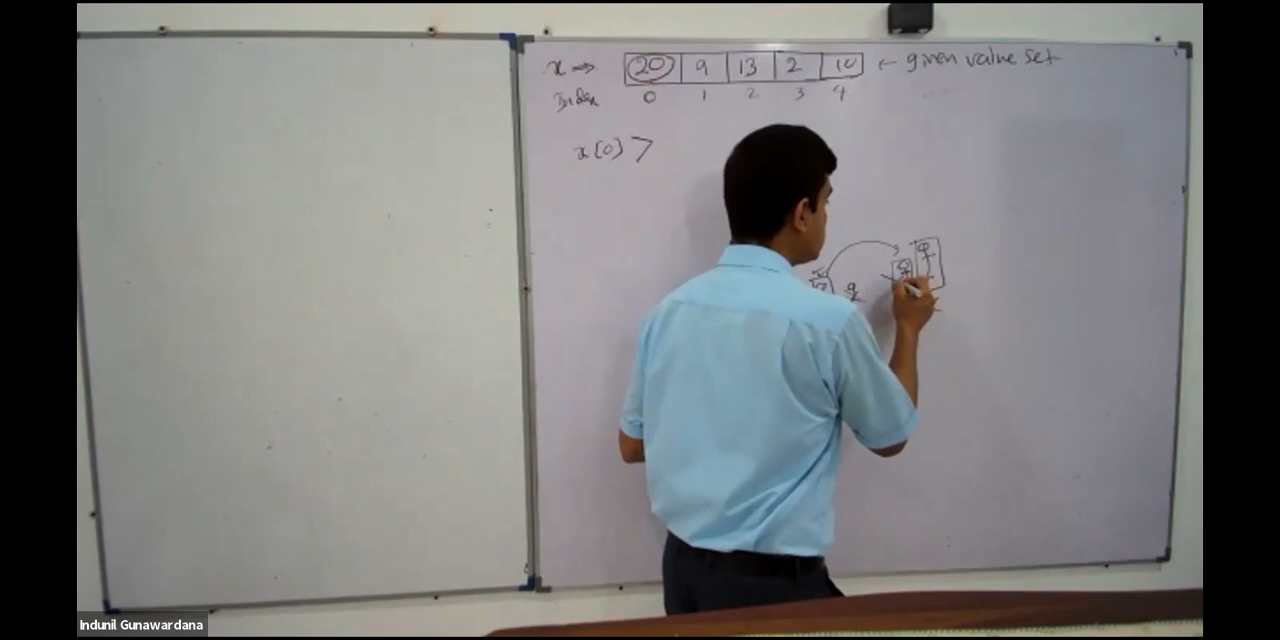 x ⇒ 20 9 13 2 10 ← given value set
Index 0 1 2 3 4
x[0] >
Indunil Gunawardana